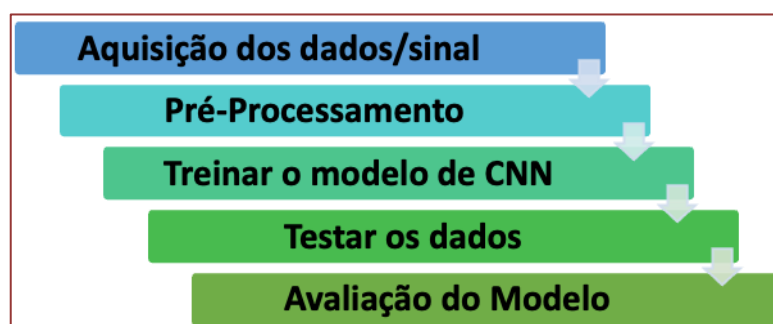 Aquisição dos dados/sinal
Pré-Processamento
Treinar o modelo de CNN
Testar os dados
Avaliação do Modelo